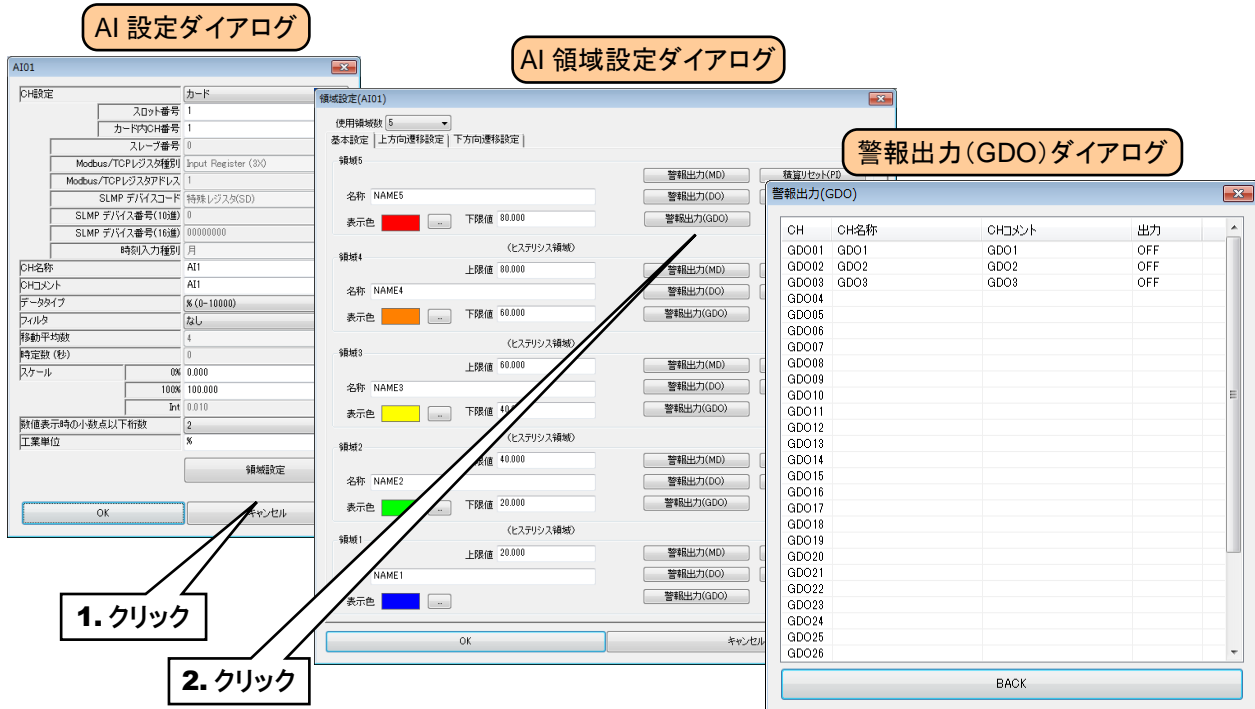 AI 設定ダイアログ
AI01
CH設定 カード
スロット番号 1
カード内CH番号 1
スレーブ番号 0
Modbus/TCPレジスタ種別 Input Register (3X)
Modbus/TCPレジスタアドレス 1
SLMP デバイスコード 特殊レジスタ(SD)
SLMP デバイス番号(10進) 0
SLMP デバイス番号(16進) 00000000
時刻入力種別 月
CH名称 AI1
CHコメント AI1
データタイプ % (0-10000)
フィルタ なし
移動平均数 4
時定数 (秒) 0
スケール 0% 0.000
100% 100.000
Int 0.010
数値表示時の小数点以下桁数 2
工業単位 %
領域設定
OK キャンセル
1. クリック
AI 領域設定ダイアログ
領域設定(AI01)
使用領域数 5
基本設定 上方向遷移設定 下方向遷移設定
領域5
警報出力(MD) 積算リセット(PI)
名称 NAME5 警報出力(DO)
表示色 .. 下限値 80.000 警報出力(GDO)
(ヒステリシス領域)
領域4
上限値 80.000 警報出力(MD)
名称 NAME4 警報出力(DO)
表示色 .. 下限値 60.000 警報出力(GDO)
(ヒステリシス領域)
領域3
上限値 60.000 警報出力(MD)
名称 NAME3 警報出力(DO)
表示色 .. 下限値 警報出力(GDO)
(ヒステリシス領域)
領域2
限値 40.000 警報出力(MD)
名称 NAME2 警報出力(DO)
表示色 .. 下限値 20.000 警報出力(GDO)
(ヒステリシス領域)
領域1
上限値 20.000 警報出力(MD)
NAME1 警報出力(DO)
表示色 .. 警報出力(GDO)
OK キャンセル
2. クリック
警報出力(GDO)ダイアログ
警報出力(GDO)
CH CH名称 CHコメント 出力
GDO01 GDO1 GDO1 OFF
GDO02 GDO2 GDO2 OFF
GDO03 GDO3 GDO3 OFF
GDO04
GDO05
GDO06
GDO07
GDO08
GDO09
GDO10
GDO11
GDO12
GDO13
GDO14
GDO15
GDO16
GDO17
GDO18
GDO19
GDO20
GDO21
GDO22
GDO23
GDO24
GDO25
GDO26
BACK